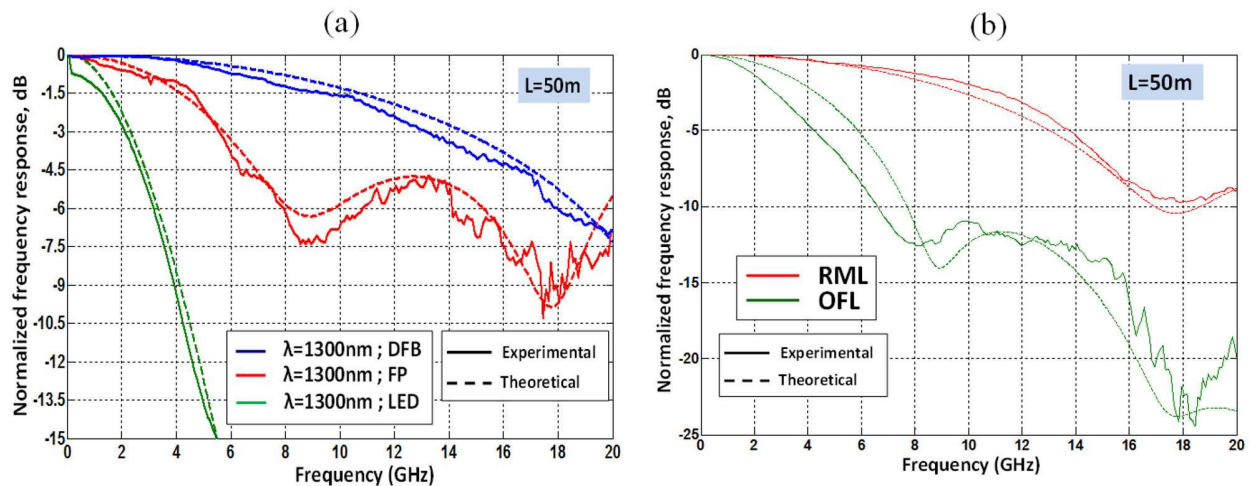 (a)
Normalized frequency response, dB
0
-1.5
-3
-4.5
-6
-7.5
-9
-10.5
-12
-13.5
-15
L=50m
λ=1300nm ; DFB
λ=1300nm ; FP
λ=1300nm ; LED
Experimental
Theoretical
0 2 4 6 8 10 12 14 16 18 20
Frequency (GHz)
(b)
Normalized frequency response, dB
0
-5
-10
-15
-20
-25
L=50m
RML
OFL
Experimental
Theoretical
0 2 4 6 8 10 12 14 16 18 20
Frequency (GHz)